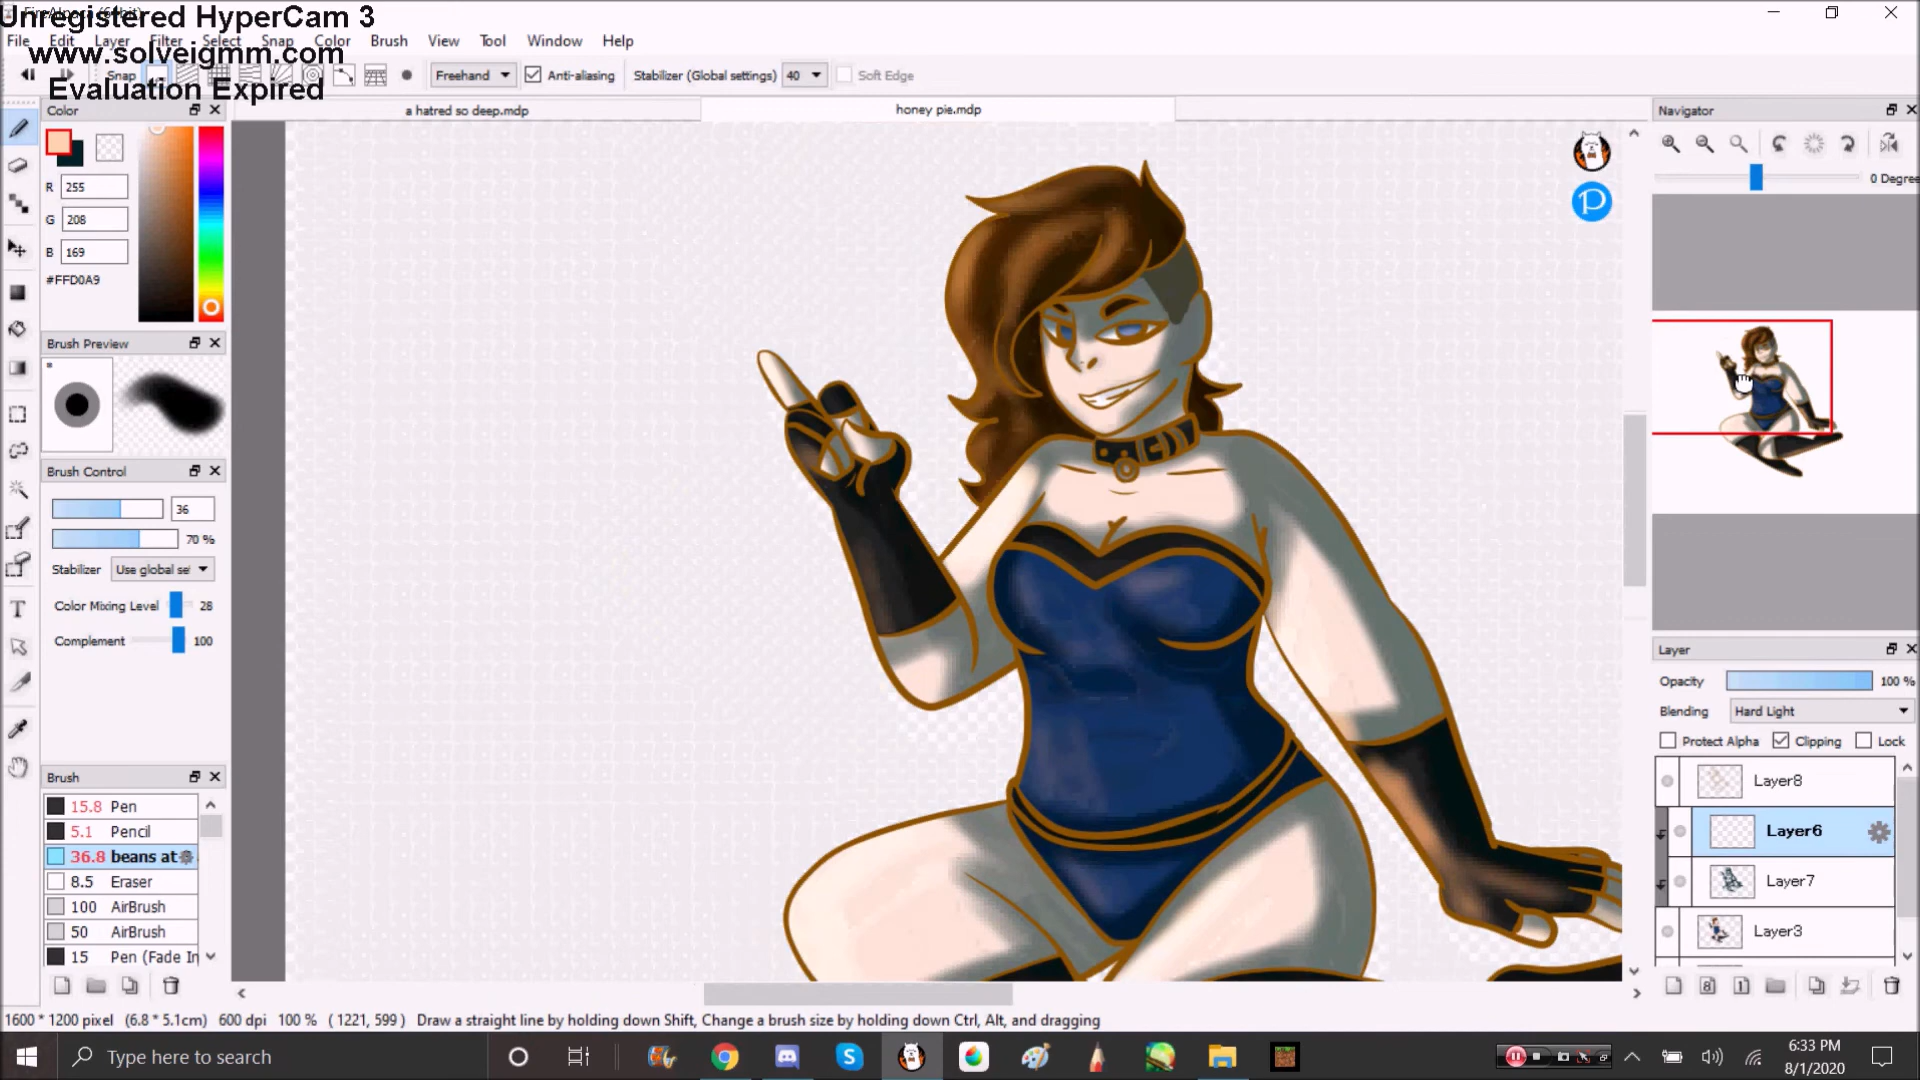 Unregistered HyperCam 3
www.solveigmm.com
Evaluation Expired
File Edit Layer Filter Select Snap Color Brush View Tool Window Help
Snap Freehand Anti-aliasing Stabilizer (Global settings) 40 Soft Edge
a hatred so deep.mdp
honey pie.mdp
Color
R 255
G 208
B 169
#FFD0A9
Brush Preview
Brush Control
36
70 %
Stabilizer Use global se
Color Mixing Level 28
Complement 100
Brush
15.8 Pen
5.1 Pencil
36.8 beans at
8.5 Eraser
100 AirBrush
50 AirBrush
15 Pen (Fade In
Navigator
0 Degree
Layer
Opacity 100 %
Blending Hard Light
Protect Alpha Clipping Lock
Layer8
Layer6
Layer7
Layer3
1600 * 1200 pixel (6.8 * 5.1cm) 600 dpi 100 % ( 1221, 599 ) Draw a straight line by holding down Shift, Change a brush size by holding down Ctrl, Alt, and dragging
Type here to search
6:33 PM
8/1/2020